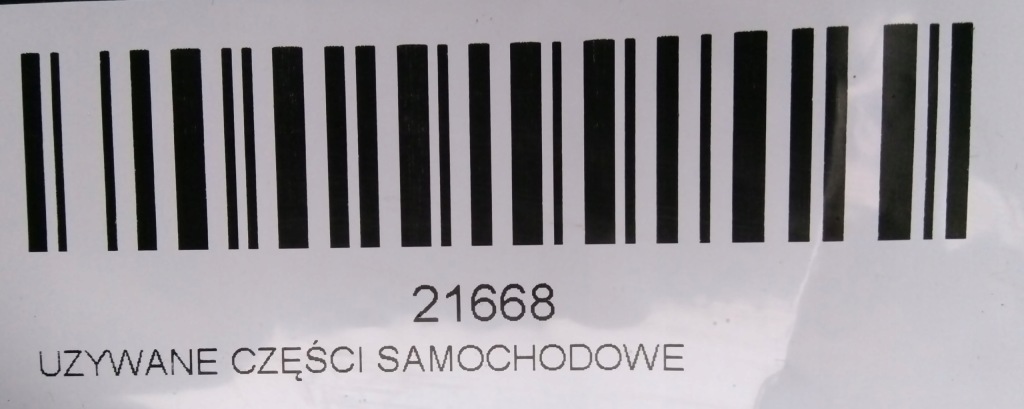 21668
UZYWANE CZĘŚCI SAMOCHODOWE